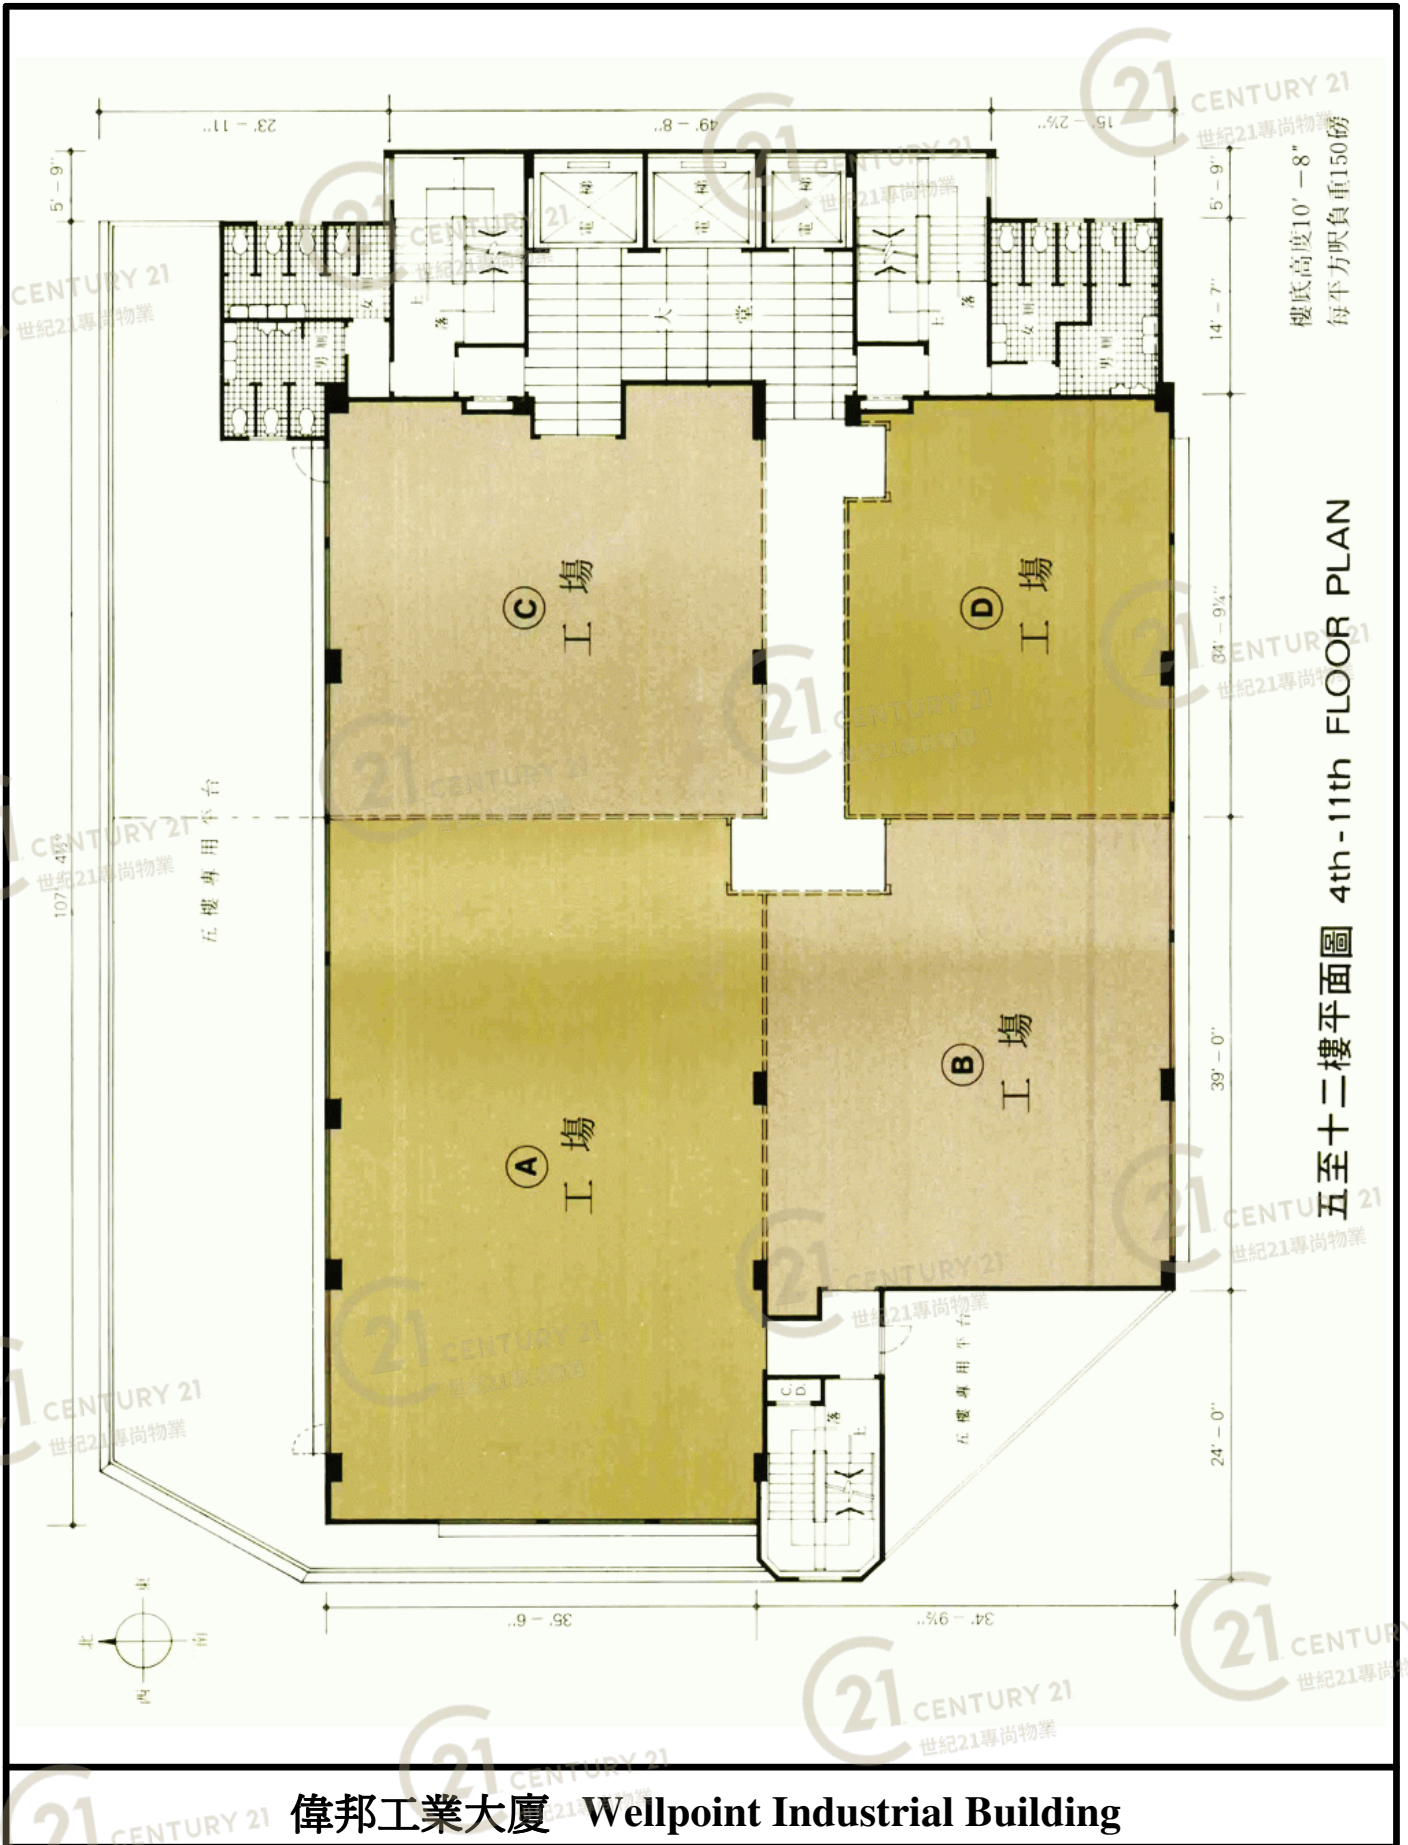 23' - 11"
49' - 8"
15' - 2½"
5' - 9"
5' - 9"
14' - 7"
34' - 9¼"
39' - 0"
24' - 0"
107' - 4½"
35' - 6"
34' - 9½"
電梯
電梯
電梯
大堂
女廁
男廁
女廁
男廁
上
落
上
落
C
工場
D
工場
A
工場
B
工場
五樓專用平台
五樓專用平台
C.
D.
落
上
東
北
南
西
樓底高度10' - 8"
每平方呎負重150磅
五至十二樓平面圖 4th - 11th FLOOR PLAN
偉邦工業大廈 Wellpoint Industrial Building
21 CENTURY 21
世紀21專尚物業